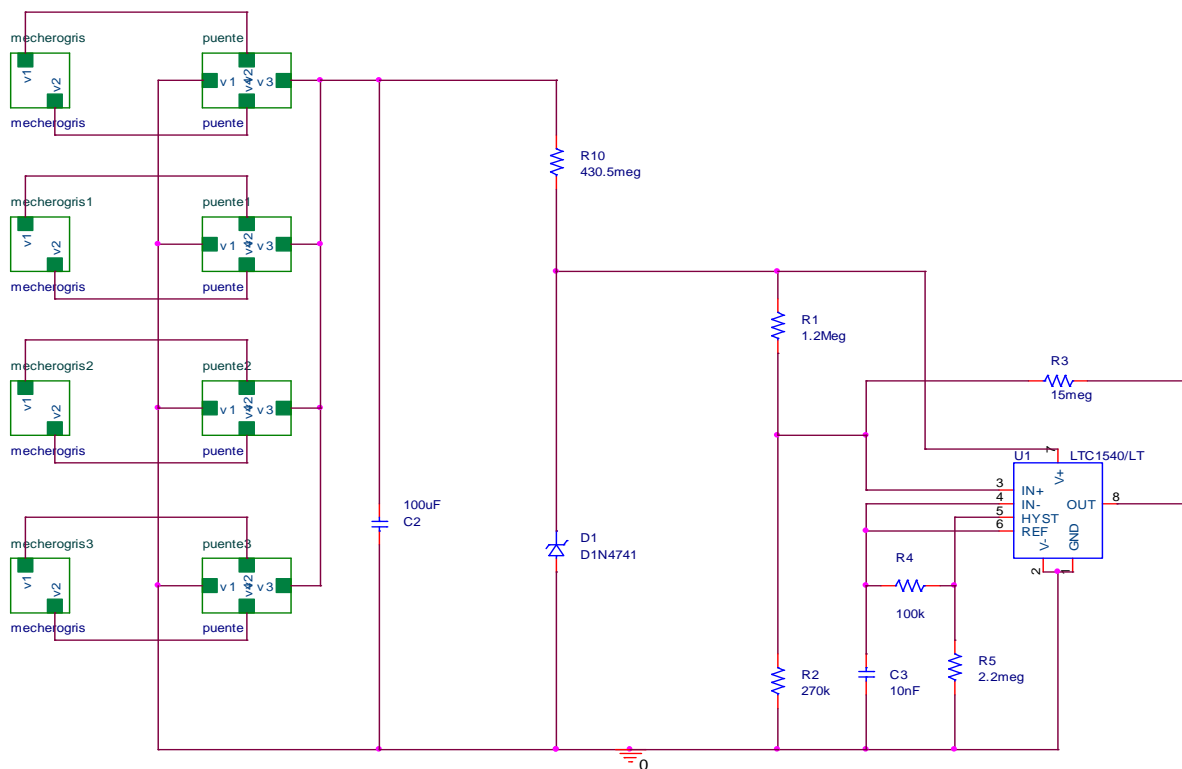 mecherogris
puente
v1
v2
v1
v2
v4
v3
mecherogris
puente
R10
430.5meg
mecherogris1
puente1
v1
v2
v1
v2
v4
v3
mecherogris
puente
R1
1.2Meg
mecherogris2
puente2
v1
v2
v1
v2
v4
v3
mecherogris
puente
R3
15meg
U1
LTC1540/LT
7
V+
3
IN+
4
IN-
5
HYST
6
REF
OUT
8
V-
GND
2
1
100uF
C2
D1
D1N4741
mecherogris3
puente3
v1
v2
v1
v2
v4
v3
mecherogris
puente
R4
100k
R2
270k
C3
10nF
R5
2.2meg
0